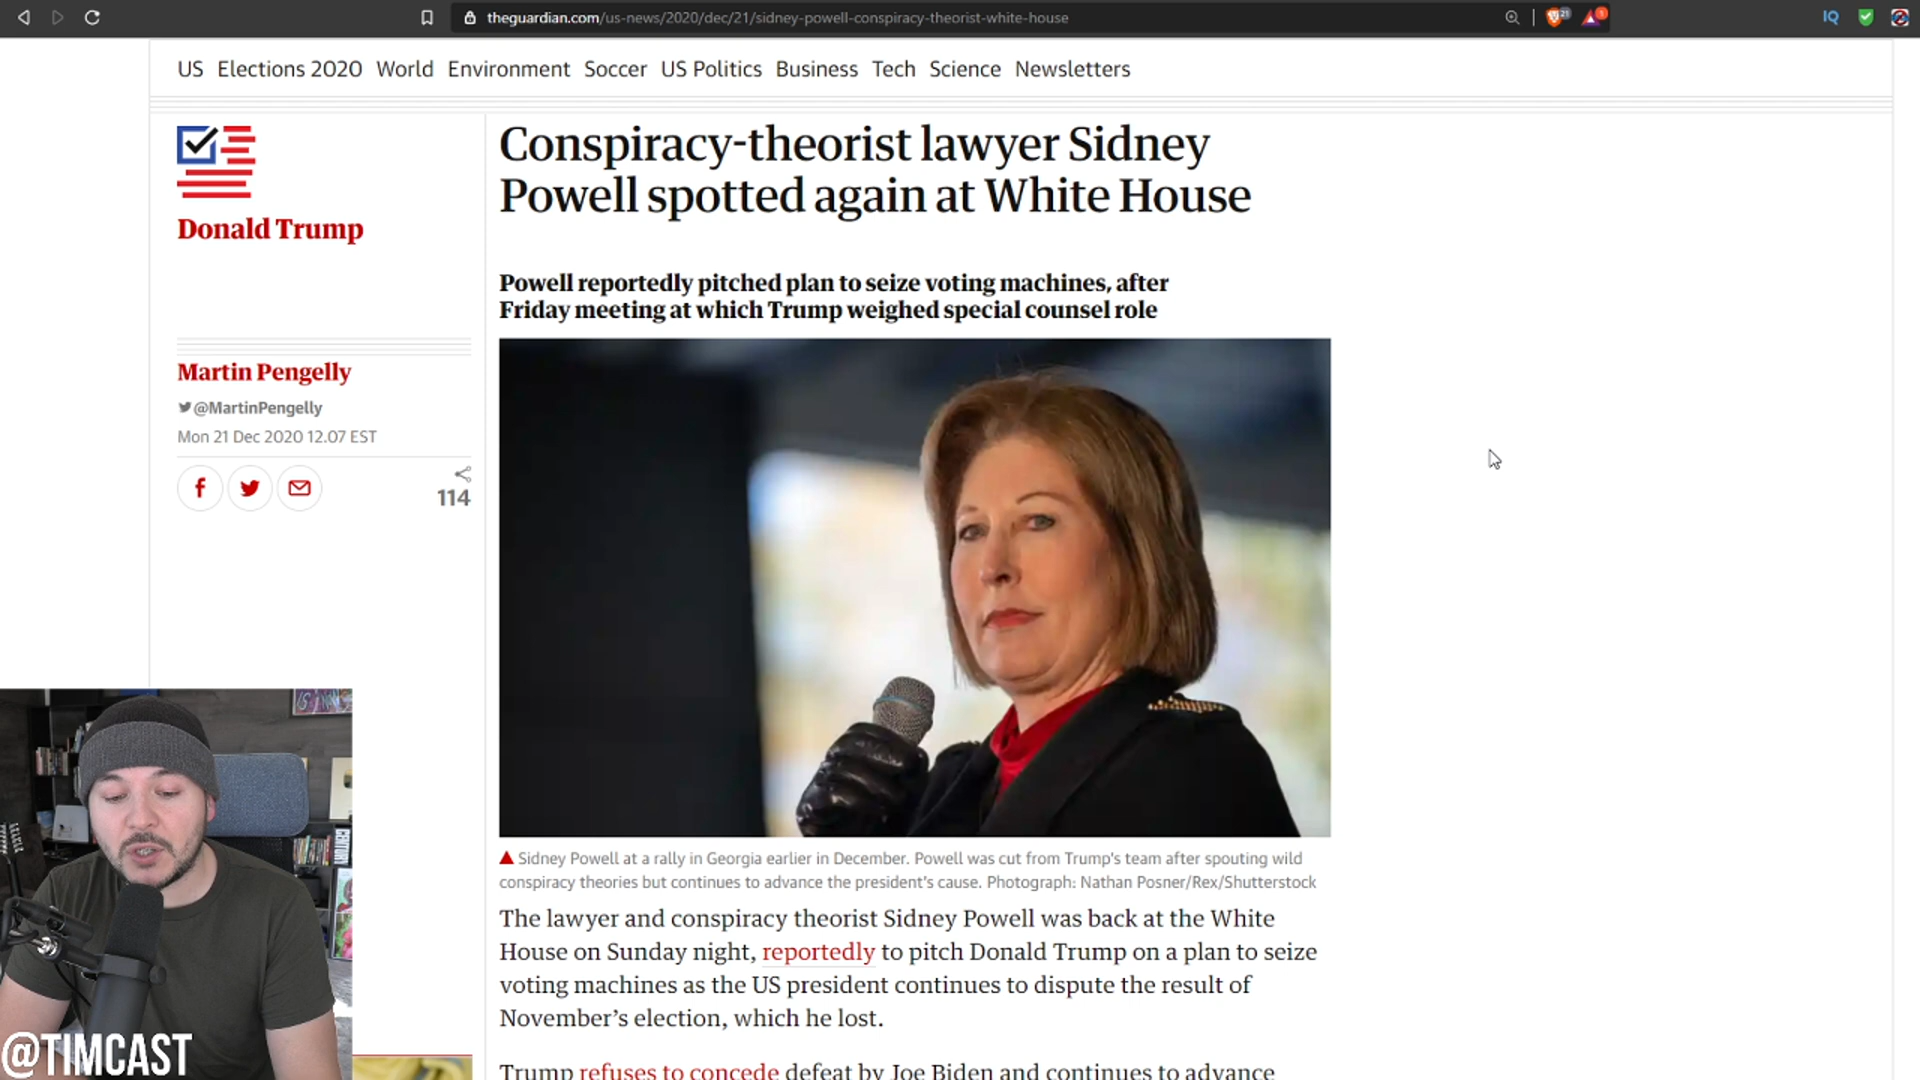 theguardian.com/us-news/2020/dec/21/sidney-powell-conspiracy-theorist-white-house
21
1
IQ
US Elections 2020 World Environment Soccer US Politics Business Tech Science Newsletters
Donald Trump
Martin Pengelly
@MartinPengelly
Mon 21 Dec 2020 12.07 EST
f
114
Conspiracy-theorist lawyer Sidney
Powell spotted again at White House
Powell reportedly pitched plan to seize voting machines, after
Friday meeting at which Trump weighed special counsel role
Sidney Powell at a rally in Georgia earlier in December. Powell was cut from Trump's team after spouting wild
conspiracy theories but continues to advance the president's cause. Photograph: Nathan Posner/Rex/Shutterstock
The lawyer and conspiracy theorist Sidney Powell was back at the White
House on Sunday night, reportedly to pitch Donald Trump on a plan to seize
voting machines as the US president continues to dispute the result of
November’s election, which he lost.
Trump refuses to concede defeat by Joe Biden and continues to advance
@TIMCAST